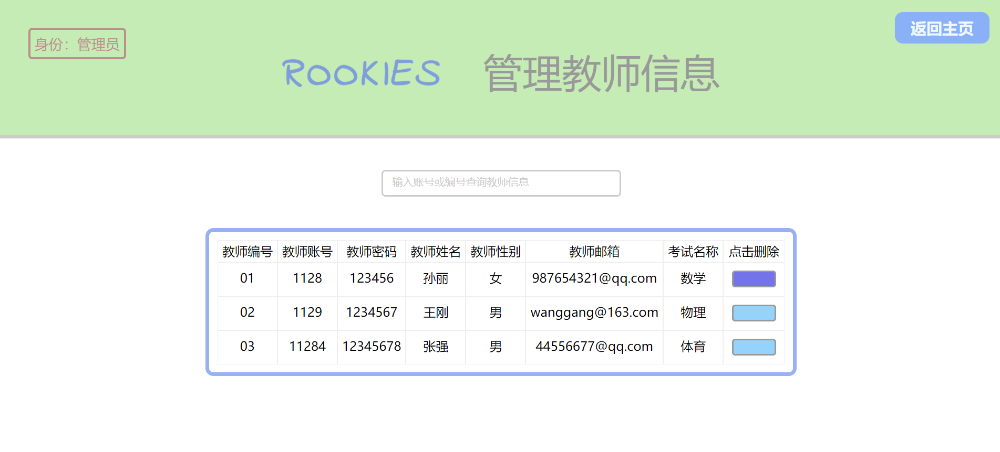 返回主页
身份：管理员
ROOKIES 管理教师信息
输入账号或编号查询教师信息
教师编号 教师账号 教师密码 教师姓名 教师性别 教师邮箱 考试名称 点击删除
01 1128 123456 孙丽 女 987654321@qq.com 数学
02 1129 1234567 王刚 男 wanggang@163.com 物理
03 11284 12345678 张强 男 44556677@qq.com 体育